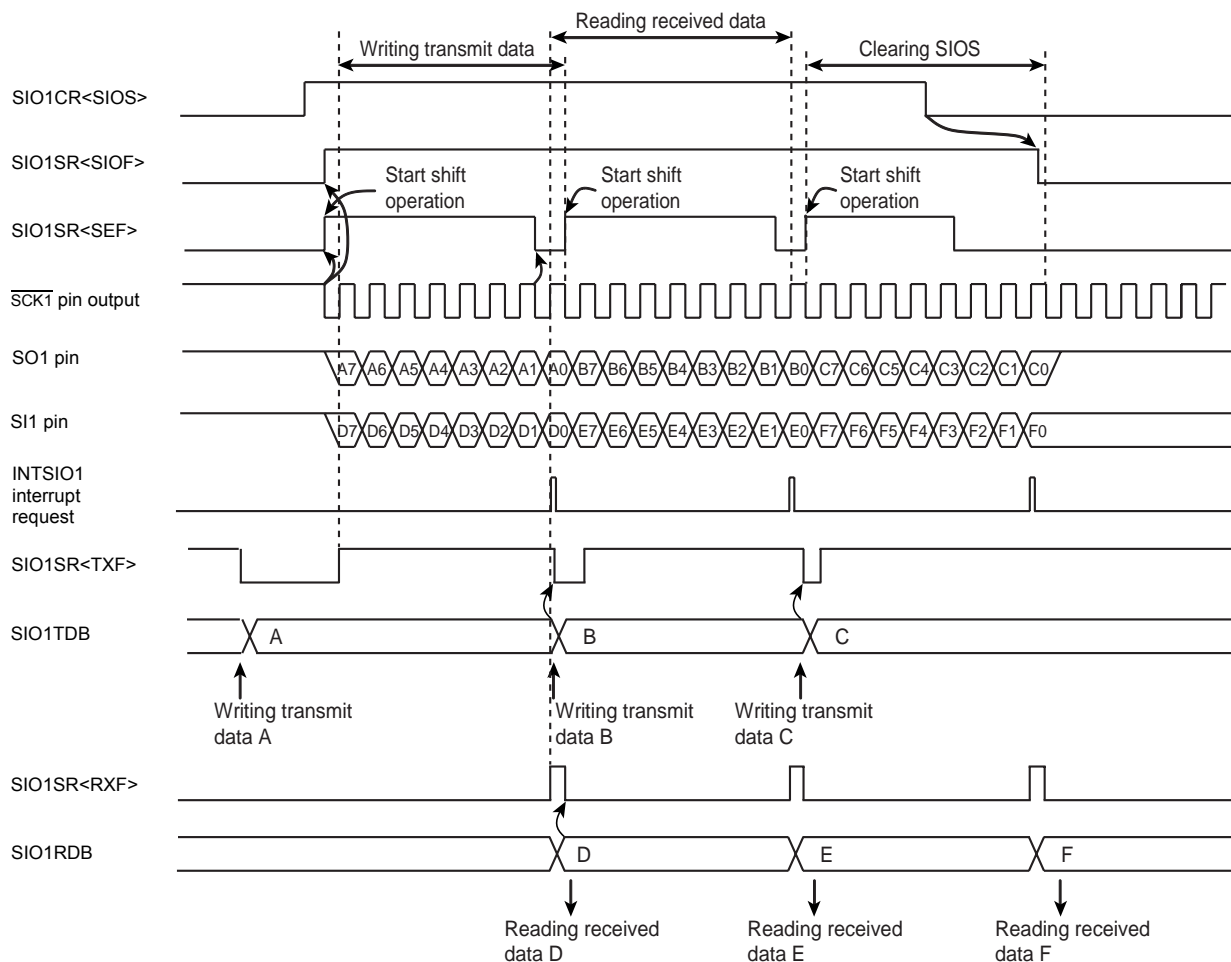 Reading received data
Writing transmit data
Clearing SIOS
SIO1CR<SIOS>
SIO1SR<SIOF>
Start shift
operation
Start shift
operation
Start shift
operation
SIO1SR<SEF>
SCK1 pin output
SO1 pin
A7 A6 A5 A4 A3 A2 A1 A0 B7 B6 B5 B4 B3 B2 B1 B0 C7 C6 C5 C4 C3 C2 C1 C0
SI1 pin
D7 D6 D5 D4 D3 D2 D1 D0 E7 E6 E5 E4 E3 E2 E1 E0 F7 F6 F5 F4 F3 F2 F1 F0
INTSIO1
interrupt
request
SIO1SR<TXF>
SIO1TDB
A
B
C
Writing transmit
data A
Writing transmit
data B
Writing transmit
data C
SIO1SR<RXF>
SIO1RDB
D
E
F
Reading received
data D
Reading received
data E
Reading received
data F